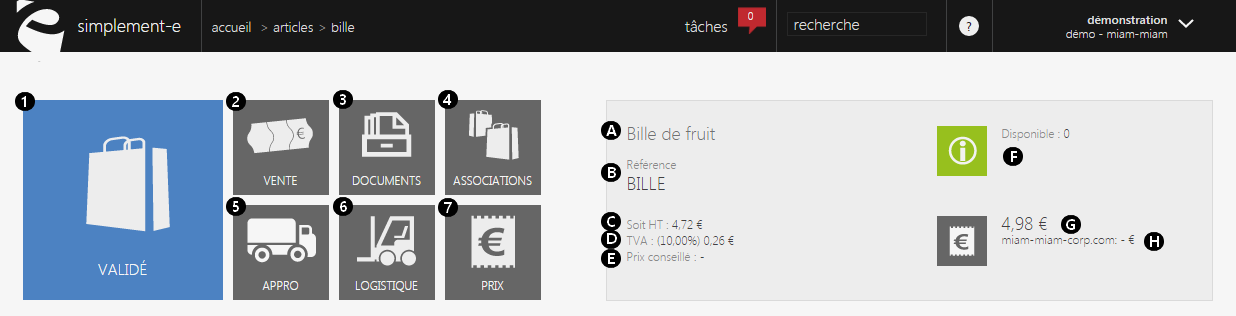 simplement-e
accueil > articles > bille
tâches
0
recherche
?
démonstration
démo - miam-miam
1
VALIDÉ
2
€
VENTE
3
DOCUMENTS
4
ASSOCIATIONS
5
APPRO
6
LOGISTIQUE
7
€
PRIX
A Bille de fruit
Référence
B
BILLE
C Soit HT : 4,72 €
D TVA : (10,00%) 0,26 €
E Prix conseillé : -
i
Disponible : 0
F
€
4,98 € G
miam-miam-corp.com: - € H